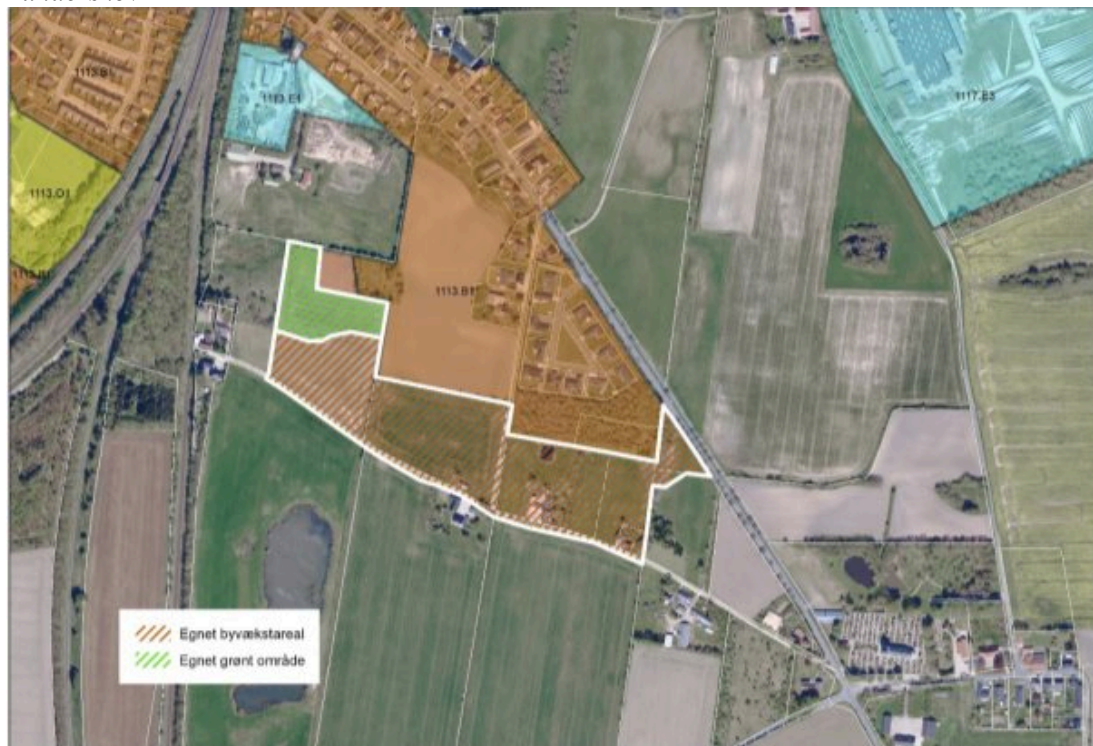 1113.B1
1113.E1
1117.E3
1113.O1
1113.B1
Egnet byvækstareal
Egnet grønt område